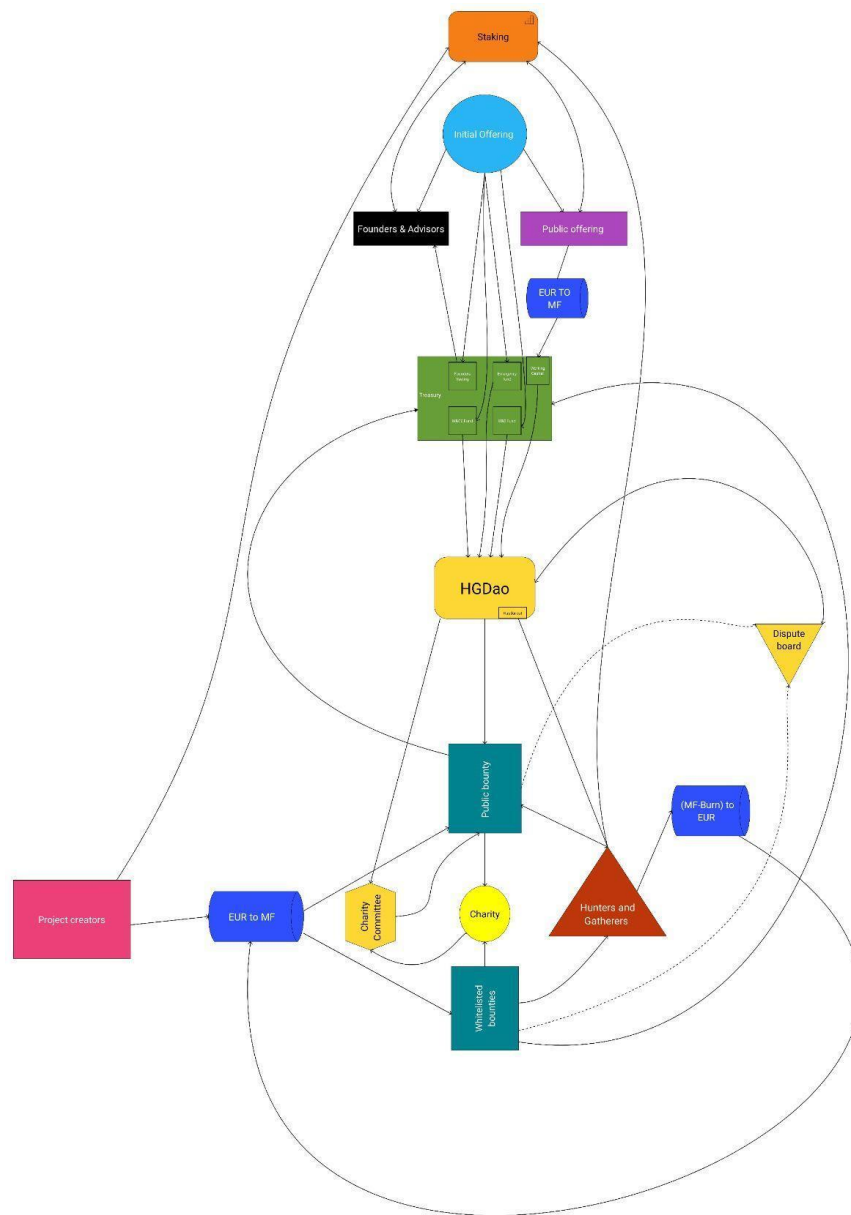 Staking
Initial Offering
Founders & Advisors
Public offering
EUR TO
MF
Treasury
HGDao
Dispute
board
Public bounty
(MF-Burn) to
EUR
Project creators
EUR to MF
Charity
Committee
Charity
Hunters and
Gatherers
Whitelisted
bounties